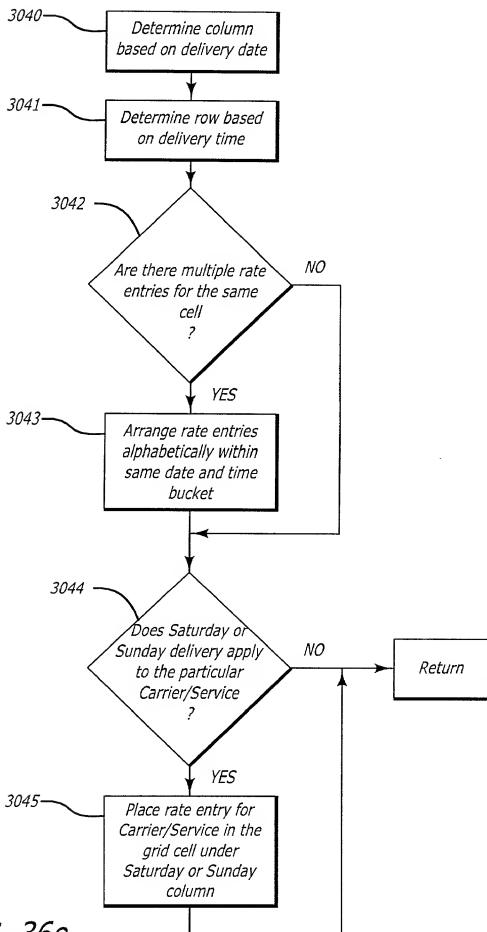 3040
Determine column
based on delivery date
3041
Determine row based
on delivery time
3042
Are there multiple rate
entries for the same
cell
?
NO
YES
3043
Arrange rate entries
alphabetically within
same date and time
bucket
3044
Does Saturday or
Sunday delivery apply
to the particular
Carrier/Service
?
NO
Return
YES
3045
Place rate entry for
Carrier/Service in the
grid cell under
Saturday or Sunday
column